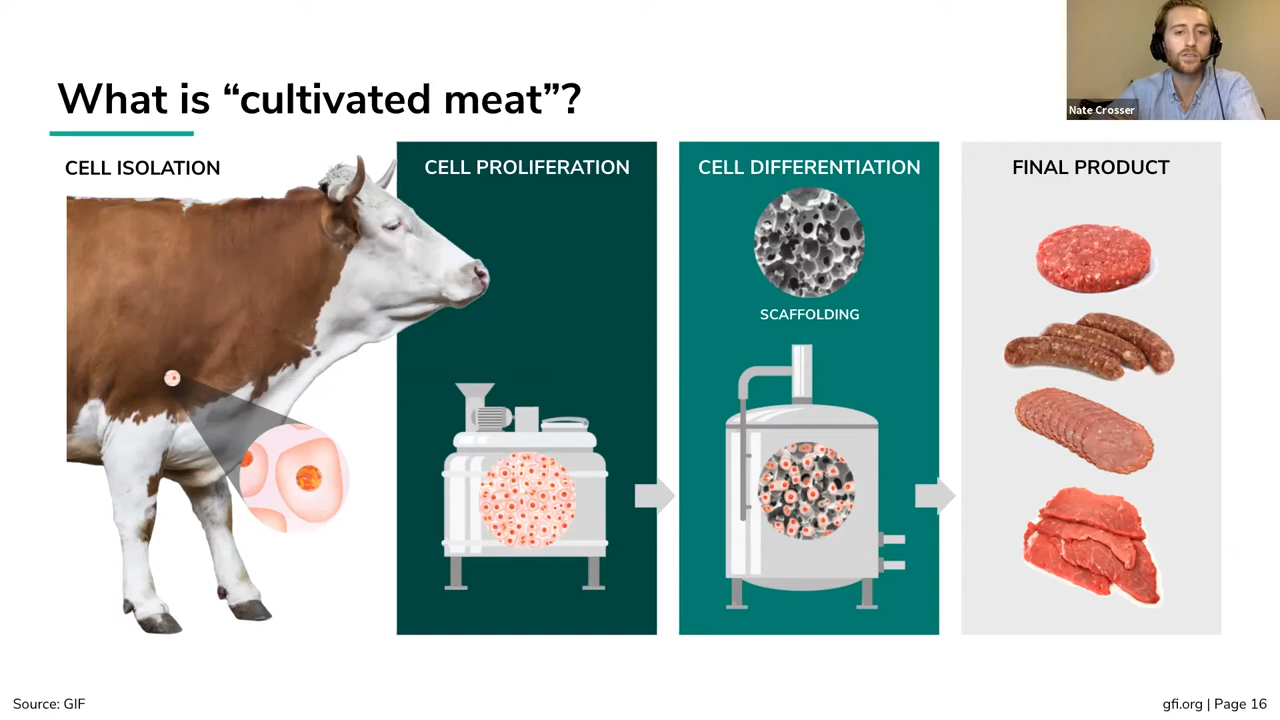 What is “cultivated meat”?
Nate Crosser
CELL ISOLATION
CELL PROLIFERATION
CELL DIFFERENTIATION
FINAL PRODUCT
SCAFFOLDING
Source: GIF
gfi.org | Page 16